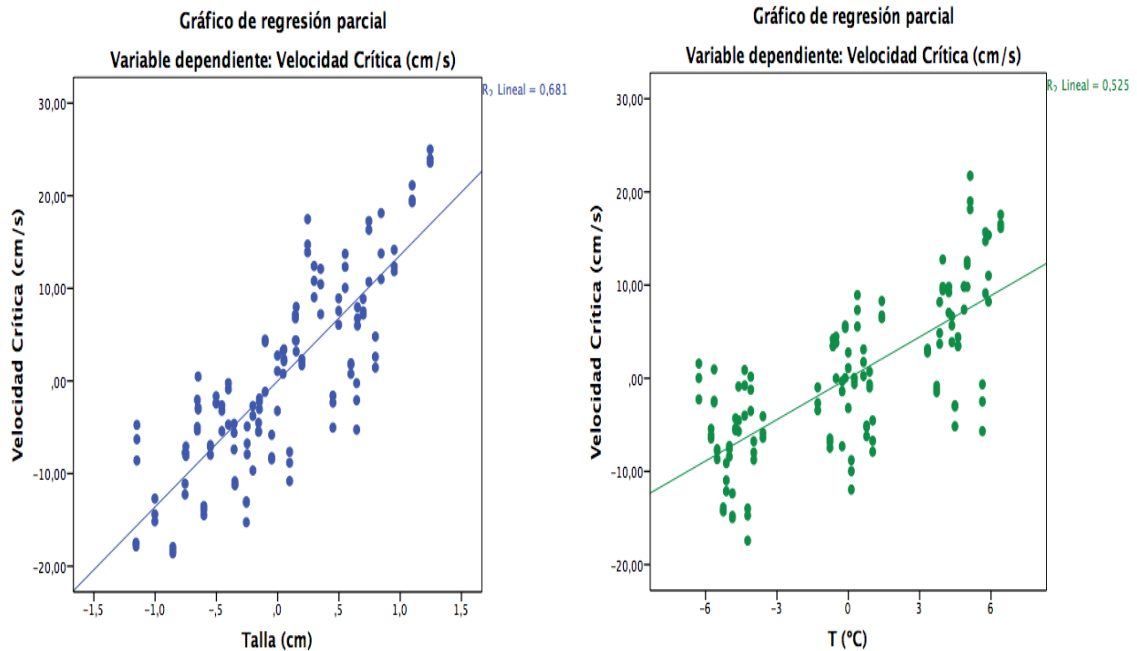 Gráfico de regresión parcial
Variable dependiente: Velocidad Crítica (cm/s)
R₂ Lineal = 0,681
Velocidad Crítica (cm/s)
30,00
20,00
10,00
,00
−10,00
−20,00
−1,5 −1,0 −,5 ,0 ,5 1,0 1,5
Talla (cm)
Gráfico de regresión parcial
Variable dependiente: Velocidad Crítica (cm/s)
R₂ Lineal = 0,525
Velocidad Crítica (cm/s)
30,00
20,00
10,00
,00
−10,00
−20,00
−6 −3 0 3 6
T (ºC)